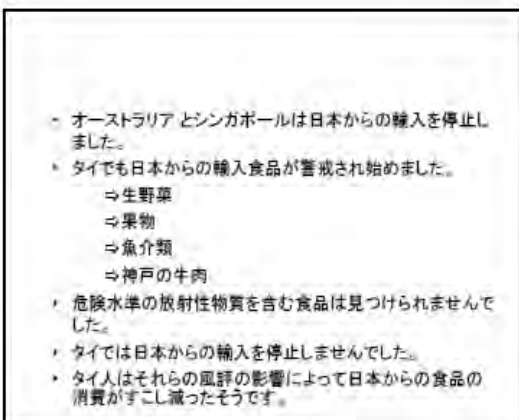 - オーストラリア とシンガポールは日本からの輸入を停止し
ました。
・ タイでも日本からの輸入食品が警戒され始めました。
⇨生野菜
⇨果物
⇨魚介類
⇨神戸の牛肉
・ 危険水準の放射性物質を含む食品は見つけられませんで
した。
・ タイでは日本からの輸入を停止しませんでした。
・ タイ人はそれらの風評の影響によって日本からの食品の
消費がすこし減ったそうです。